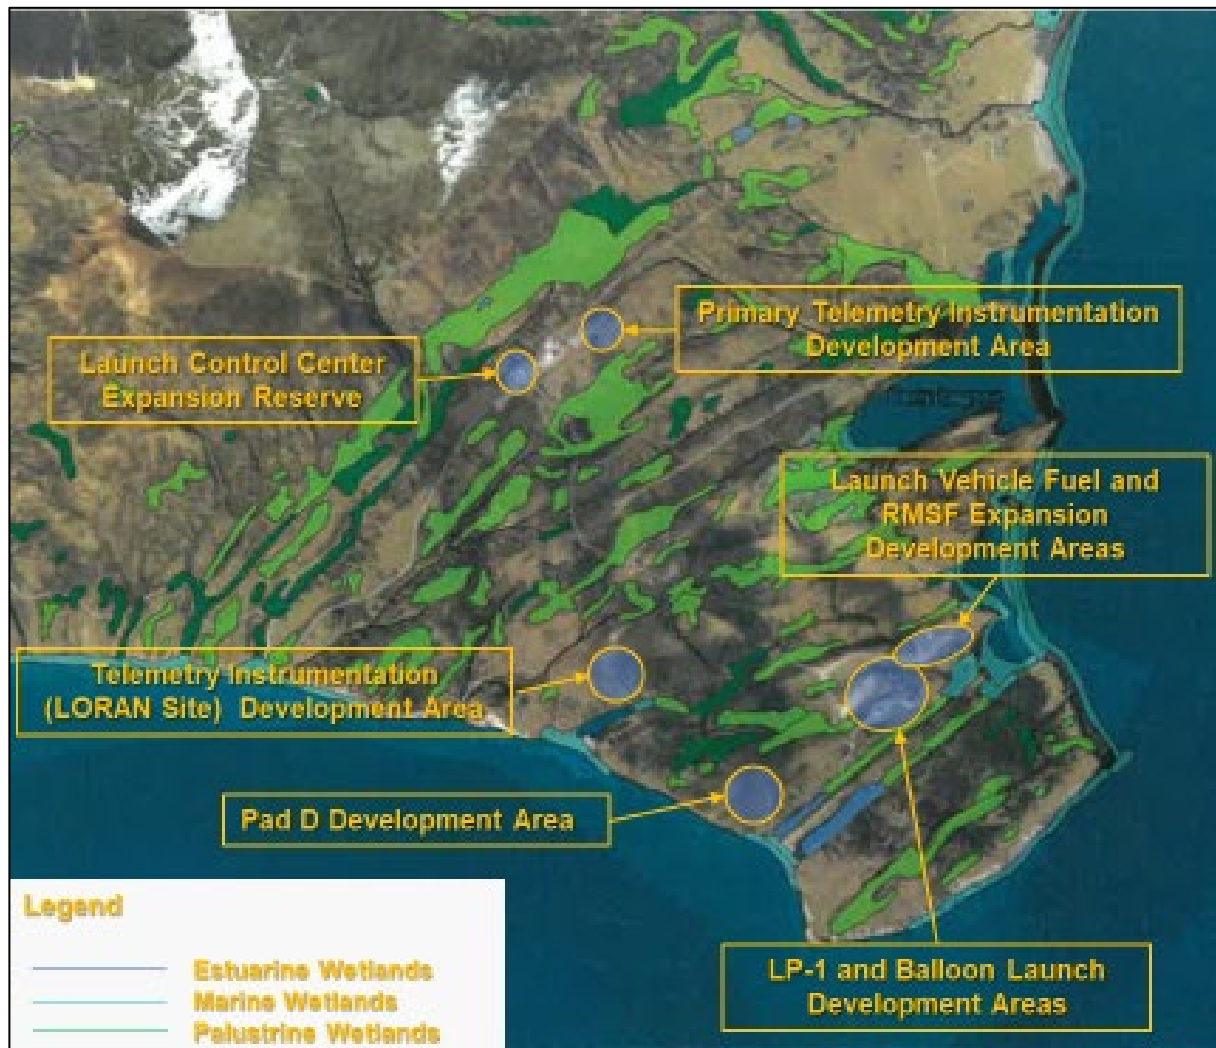 Primary Telemetry Instrumentation
Development Area
Launch Control Center
Expansion Reserve
Launch Vehicle Fuel and
RMSF Expansion
Development Areas
Telemetry Instrumentation
(LORAN Site) Development Area
Pad D Development Area
LP-1 and Balloon Launch
Development Areas
Legend
Estuarine Wetlands
Marine Wetlands
Palustrine Wetlands